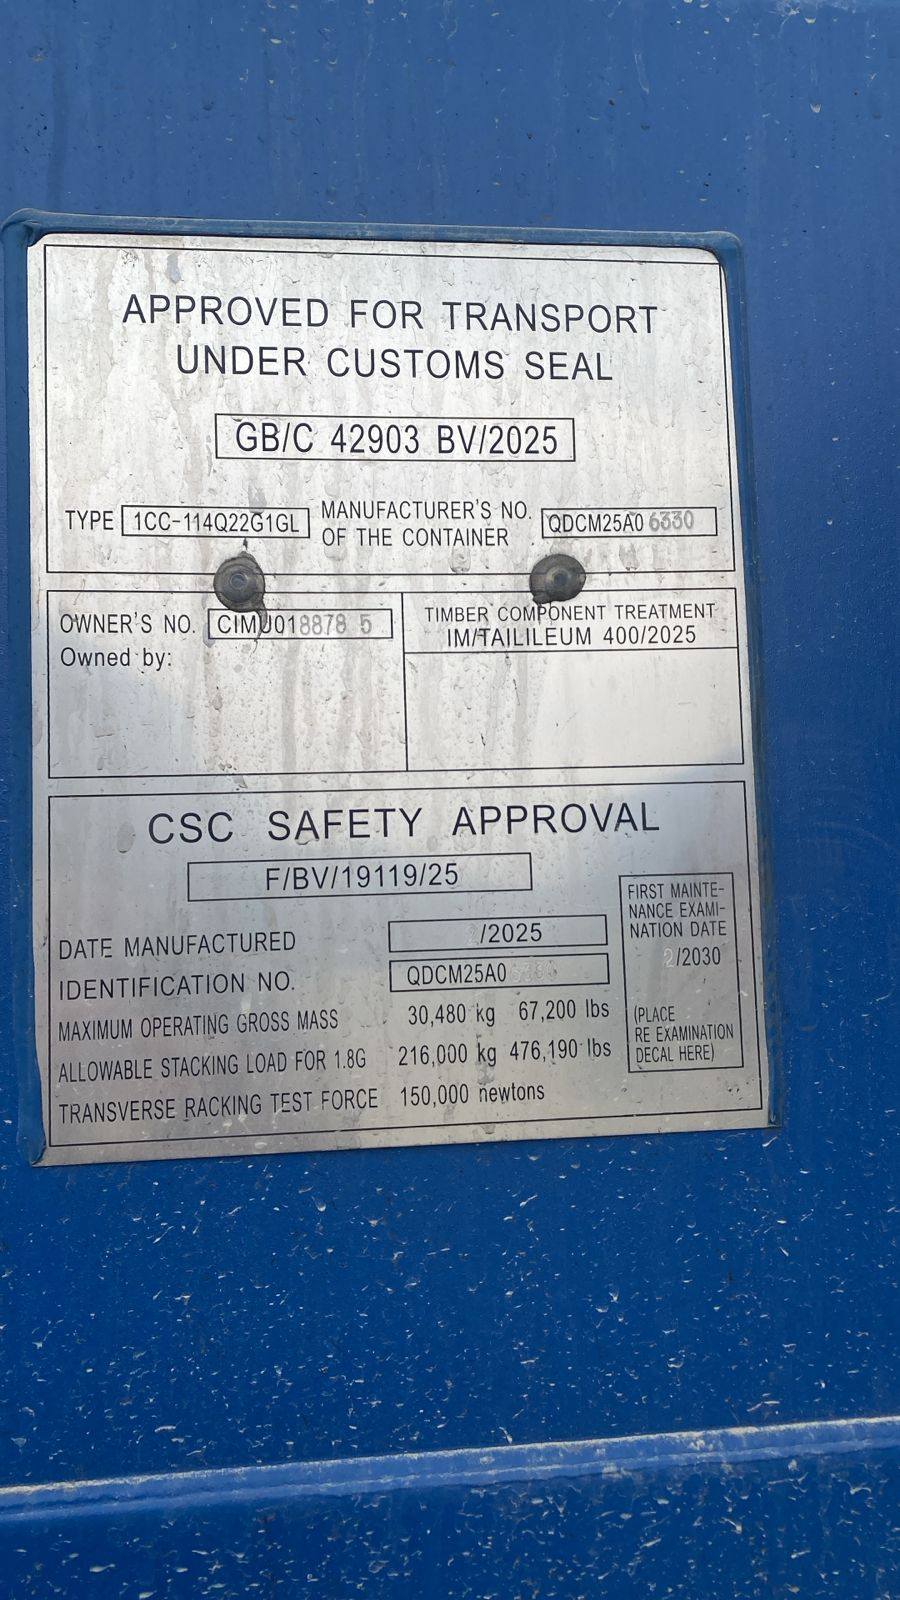 APPROVED FOR TRANSPORT
UNDER CUSTOMS SEAL
GB/C 42903 BV/2025
TYPE 1CC-114Q22G1GL
MANUFACTURER'S NO.
OF THE CONTAINER
QDCM25A0 6330
OWNER'S NO. CIMU018878 5
Owned by:
TIMBER COMPONENT TREATMENT
IM/TAILILEUM 400/2025
CSC SAFETY APPROVAL
F/BV/19119/25
DATE MANUFACTURED /2025
IDENTIFICATION NO. QDCM25A0
MAXIMUM OPERATING GROSS MASS 30,480 kg 67,200 lbs
ALLOWABLE STACKING LOAD FOR 1.8G 216,000 kg 476,190 lbs
TRANSVERSE RACKING TEST FORCE 150,000 newtons
FIRST MAINTE-
NANCE EXAMI-
NATION DATE
2/2030
(PLACE
RE EXAMINATION
DECAL HERE)